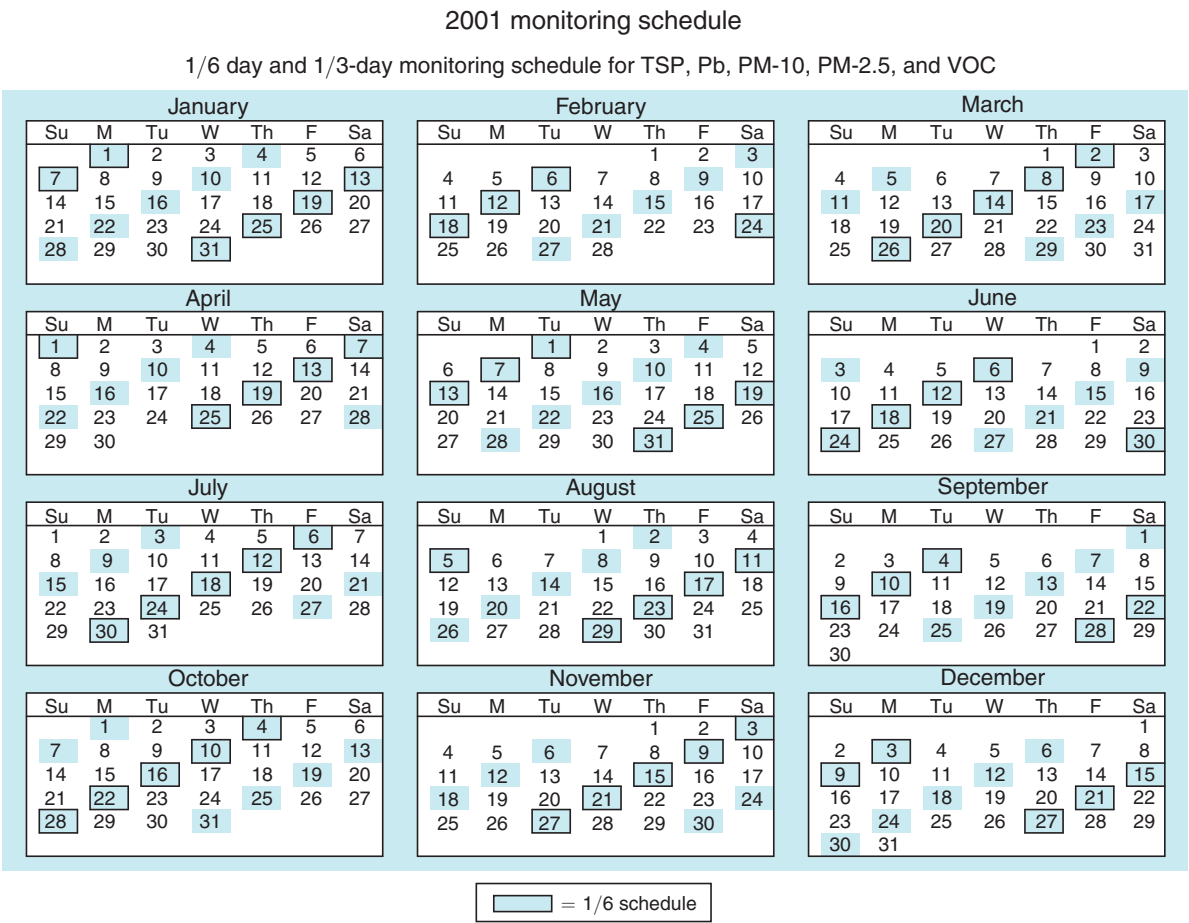 2001 monitoring schedule
1/6 day and 1/3-day monitoring schedule for TSP, Pb, PM-10, PM-2.5, and VOC
January
Su M Tu W Th F Sa
1 2 3 4 5 6
7 8 9 10 11 12 13
14 15 16 17 18 19 20
21 22 23 24 25 26 27
28 29 30 31
February
Su M Tu W Th F Sa
1 2 3
4 5 6 7 8 9 10
11 12 13 14 15 16 17
18 19 20 21 22 23 24
25 26 27 28
March
Su M Tu W Th F Sa
1 2 3
4 5 6 7 8 9 10
11 12 13 14 15 16 17
18 19 20 21 22 23 24
25 26 27 28 29 30 31
April
Su M Tu W Th F Sa
1 2 3 4 5 6 7
8 9 10 11 12 13 14
15 16 17 18 19 20 21
22 23 24 25 26 27 28
29 30
May
Su M Tu W Th F Sa
1 2 3 4 5
6 7 8 9 10 11 12
13 14 15 16 17 18 19
20 21 22 23 24 25 26
27 28 29 30 31
June
Su M Tu W Th F Sa
1 2
3 4 5 6 7 8 9
10 11 12 13 14 15 16
17 18 19 20 21 22 23
24 25 26 27 28 29 30
July
Su M Tu W Th F Sa
1 2 3 4 5 6 7
8 9 10 11 12 13 14
15 16 17 18 19 20 21
22 23 24 25 26 27 28
29 30 31
August
Su M Tu W Th F Sa
1 2 3 4
5 6 7 8 9 10 11
12 13 14 15 16 17 18
19 20 21 22 23 24 25
26 27 28 29 30 31
September
Su M Tu W Th F Sa
1
2 3 4 5 6 7 8
9 10 11 12 13 14 15
16 17 18 19 20 21 22
23 24 25 26 27 28 29
30
October
Su M Tu W Th F Sa
1 2 3 4 5 6
7 8 9 10 11 12 13
14 15 16 17 18 19 20
21 22 23 24 25 26 27
28 29 30 31
November
Su M Tu W Th F Sa
1 2 3
4 5 6 7 8 9 10
11 12 13 14 15 16 17
18 19 20 21 22 23 24
25 26 27 28 29 30
December
Su M Tu W Th F Sa
1
2 3 4 5 6 7 8
9 10 11 12 13 14 15
16 17 18 19 20 21 22
23 24 25 26 27 28 29
30 31
= 1/6 schedule